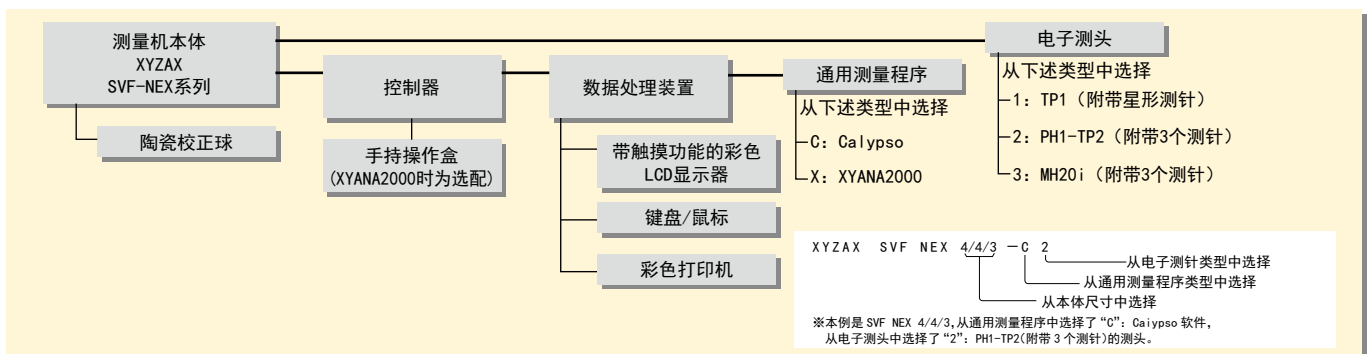 测量机本体
XYZAX
SVF-NEX系列
陶瓷校正球
控制器
手持操作盒
(XYANA2000时为选配)
数据处理装置
带触摸功能的彩色
LCD显示器
键盘/鼠标
彩色打印机
通用测量程序
从下述类型中选择
C: Calypso
X: XYANA2000
电子测头
从下述类型中选择
1: TP1（附带星形测针）
2: PH1-TP2（附带3个测针）
3: MH20i（附带3个测针）
XYZAX SVF NEX 4/4/3 -C 2
从电子测针类型中选择
从通用测量程序类型中选择
从本体尺寸中选择
※本例是 SVF NEX 4/4/3,从通用测量程序中选择了“C”: Caiypso 软件,
从电子测头中选择了“2”: PH1-TP2(附带 3 个测针)的测头。